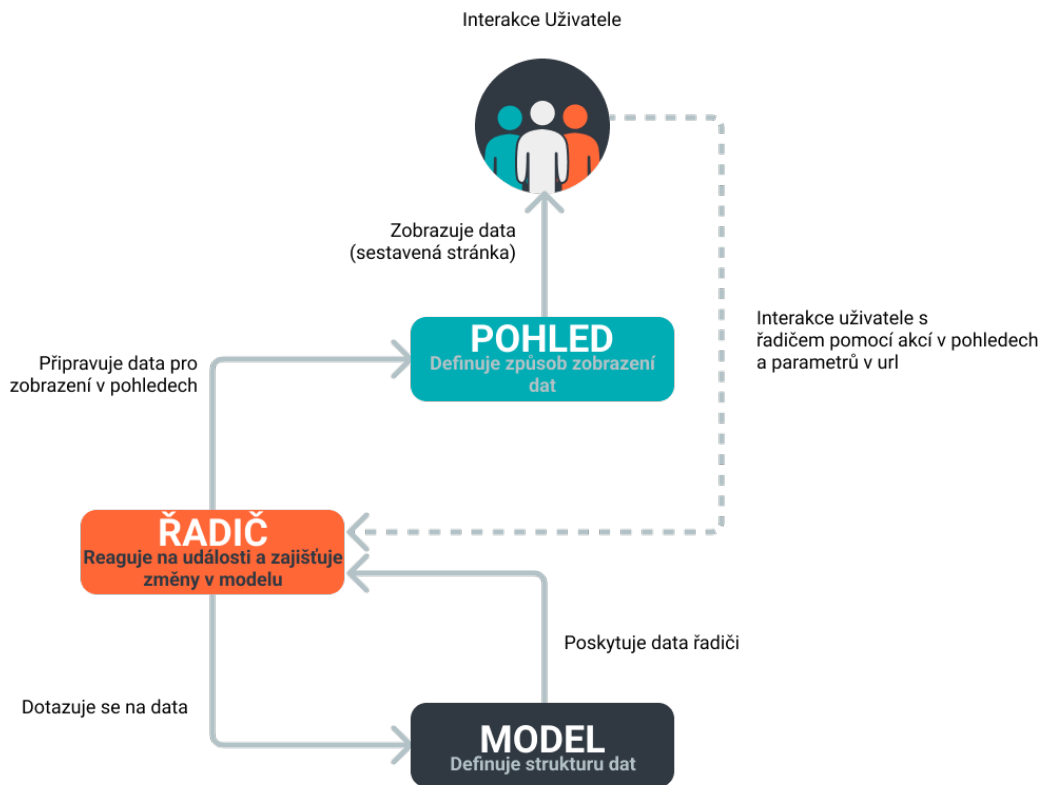 Interakce Uživatele
Zobrazuje data
(sestavená stránka)
POHLED
Definuje způsob zobrazení
dat
Interakce uživatele s
řadičem pomocí akcí v pohledech
a parametrů v url
Připravuje data pro
zobrazení v pohledech
ŘADIČ
Reaguje na události a zajišťuje
změny v modelu
Poskytuje data řadiči
Dotazuje se na data
MODEL
Definuje strukturu dat